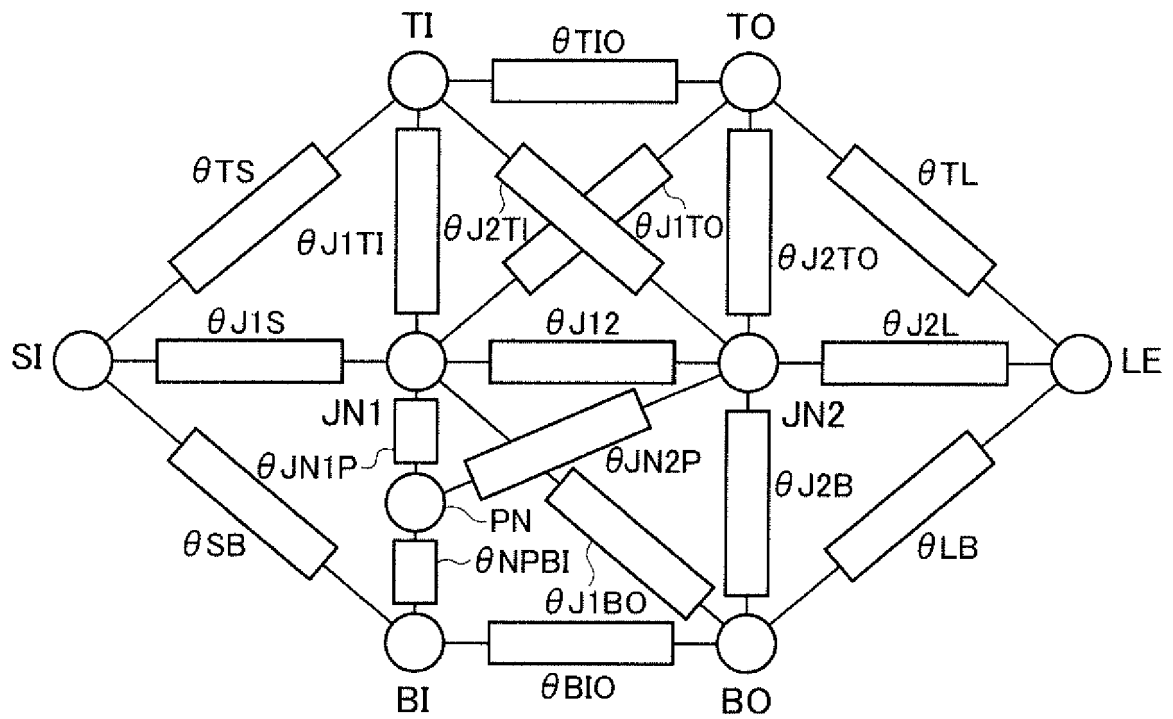 TI
TO
θTIO
θTS
θJ1TI
θJ2TI
θJ1TO
θJ2TO
θTL
SI
θJ1S
θJ12
θJ2L
LE
JN1
JN2
θJN1P
θJN2P
θJ2B
PN
θSB
θNPBI
θLB
θJ1BO
BI
θBIO
BO